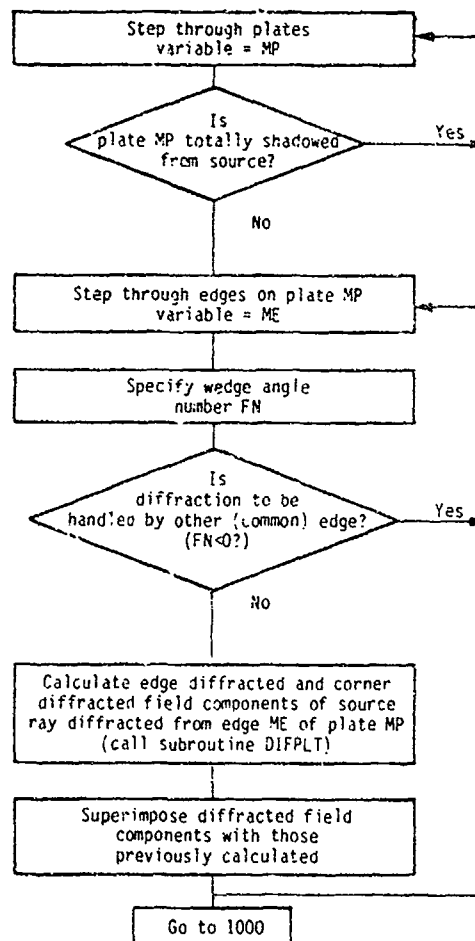 Step through plates
variable = MP
Is
plate MP totally shadowed
from source?
Yes
No
Step through edges on plate MP
variable = ME
Specify wedge angle
number FN
Is
diffraction to be
handled by other (common) edge?
(FN<0?)
Yes
No
Calculate edge diffracted and corner
diffracted field components of source
ray diffracted from edge ME of plate MP
(call subroutine DIFPLT)
Superimpose diffracted field
components with those
previously calculated
Go to 1000